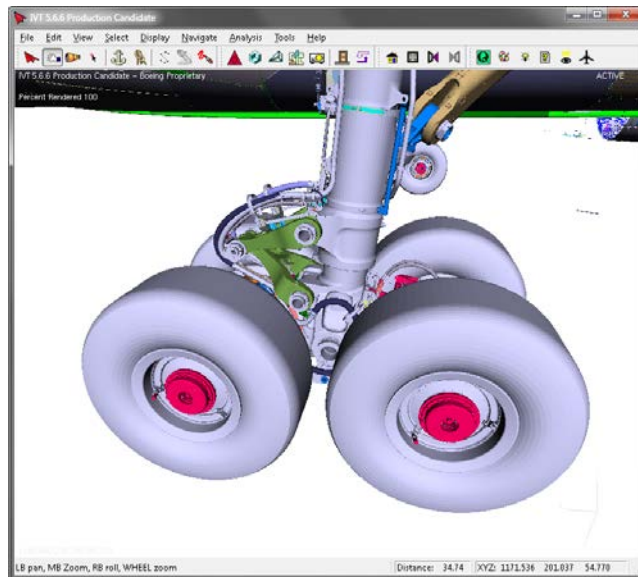 IVT 5.6.6 Production Candidate
File Edit View Select Display Navigate Analysis Tools Help
IVT 5.6.6 Production Candidate - Boeing Proprietary
ACTIVE
Percent Rendered 100
LB pan, MB Zoom, RB roll, WHEEL zoom
Distance: 34.74
XYZ: 1171.536 201.037 54.770